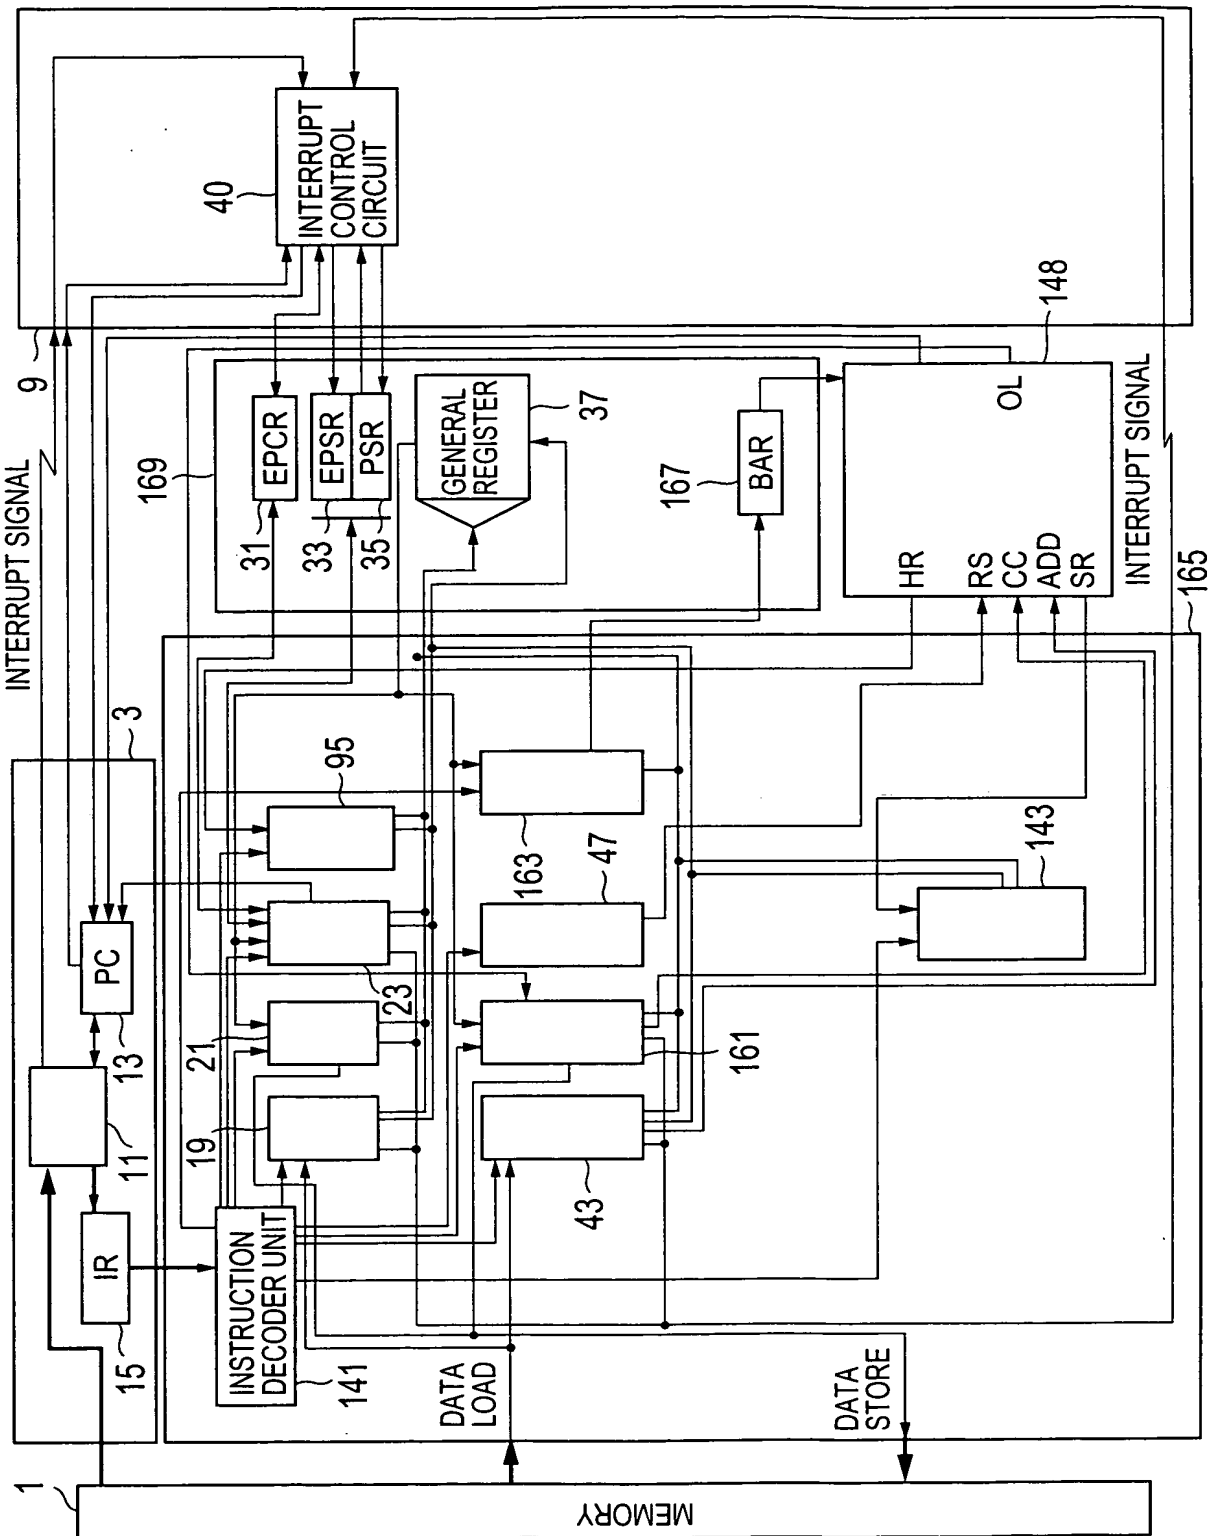 1
MEMORY
3
11
13
PC
15
IR
INTERRUPT SIGNAL
9
40
INTERRUPT
CONTROL
CIRCUIT
169
31
EPCR
33
EPSR
35
PSR
37
GENERAL
REGISTER
167
BAR
148
OL
HR
RS
CC
ADD
SR
INTERRUPT SIGNAL
165
141
INSTRUCTION
DECODER UNIT
19
21
23
95
43
161
47
163
143
DATA
LOAD
DATA
STORE